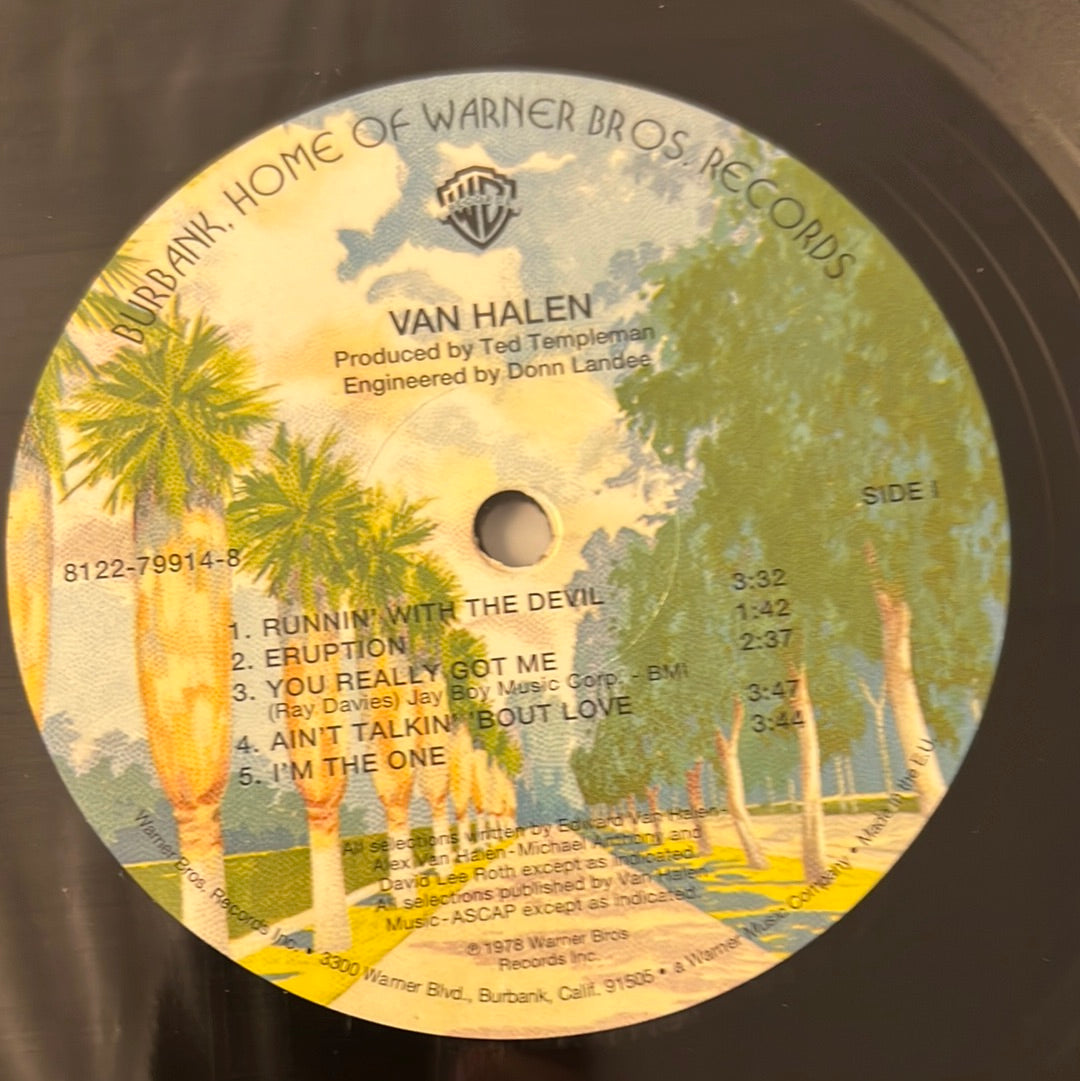 BURBANK, HOME OF WARNER BROS. RECORDS
VAN HALEN
Produced by Ted Templeman
Engineered by Donn Landee
SIDE 1
8122-79914-8
1. RUNNIN' WITH THE DEVIL 3:32
2. ERUPTION 1:42
3. YOU REALLY GOT ME 2:37
(Ray Davies) Jay Boy Music Corp. - BMI
4. AIN'T TALKIN' 'BOUT LOVE 3:47
5. I'M THE ONE 3:44
All selections written by Edward Van Halen-
Alex Van Halen-Michael Anthony and
David Lee Roth except as indicated.
All selections published by Van Halen
Music-ASCAP except as indicated.
℗1978 Warner Bros.
Records Inc.
Warner Bros. Records Inc. • 3300 Warner Blvd., Burbank, Calif. 91505 • a Warner Music Company • Made in the E.U.